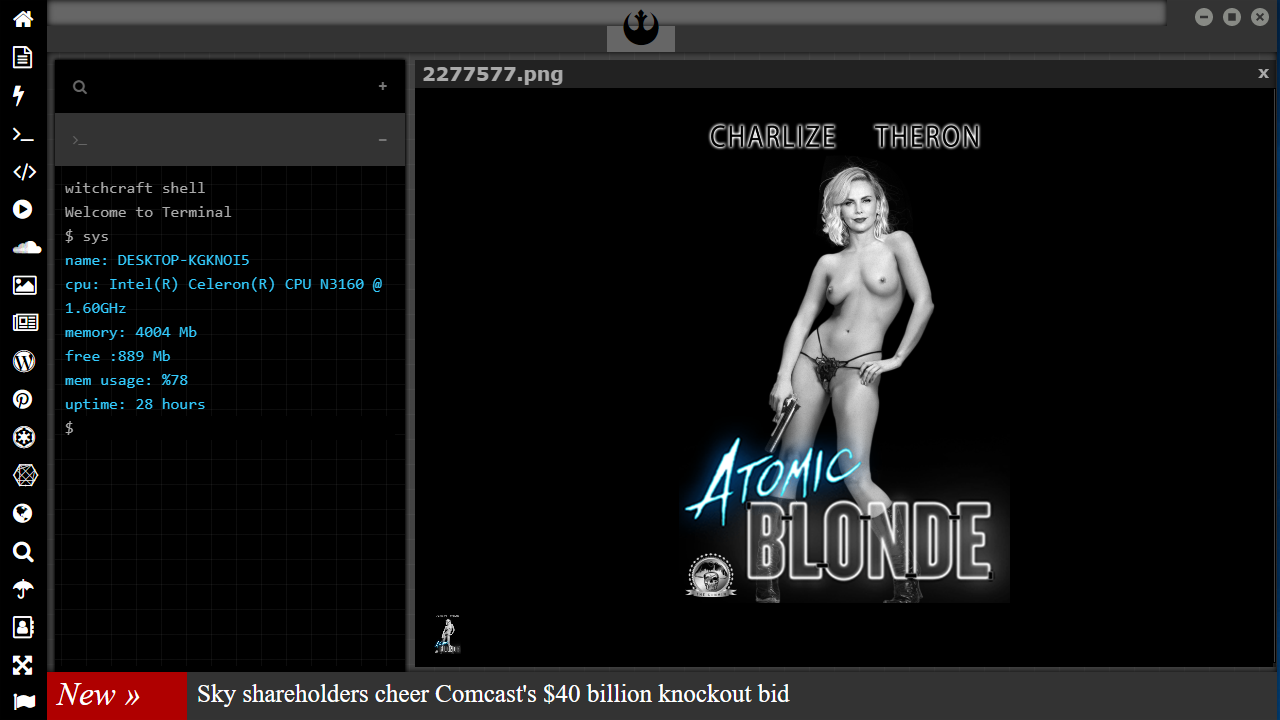 2277577.png
x
CHARLIZE THERON
ATOMIC
BLONDE
+
>_
−
witchcraft shell
Welcome to Terminal
$ sys
name: DESKTOP-KGKNOI5
cpu: Intel(R) Celeron(R) CPU N3160 @
1.60GHz
memory: 4004 Mb
free :889 Mb
mem usage: %78
uptime: 28 hours
$
New »
Sky shareholders cheer Comcast's $40 billion knockout bid